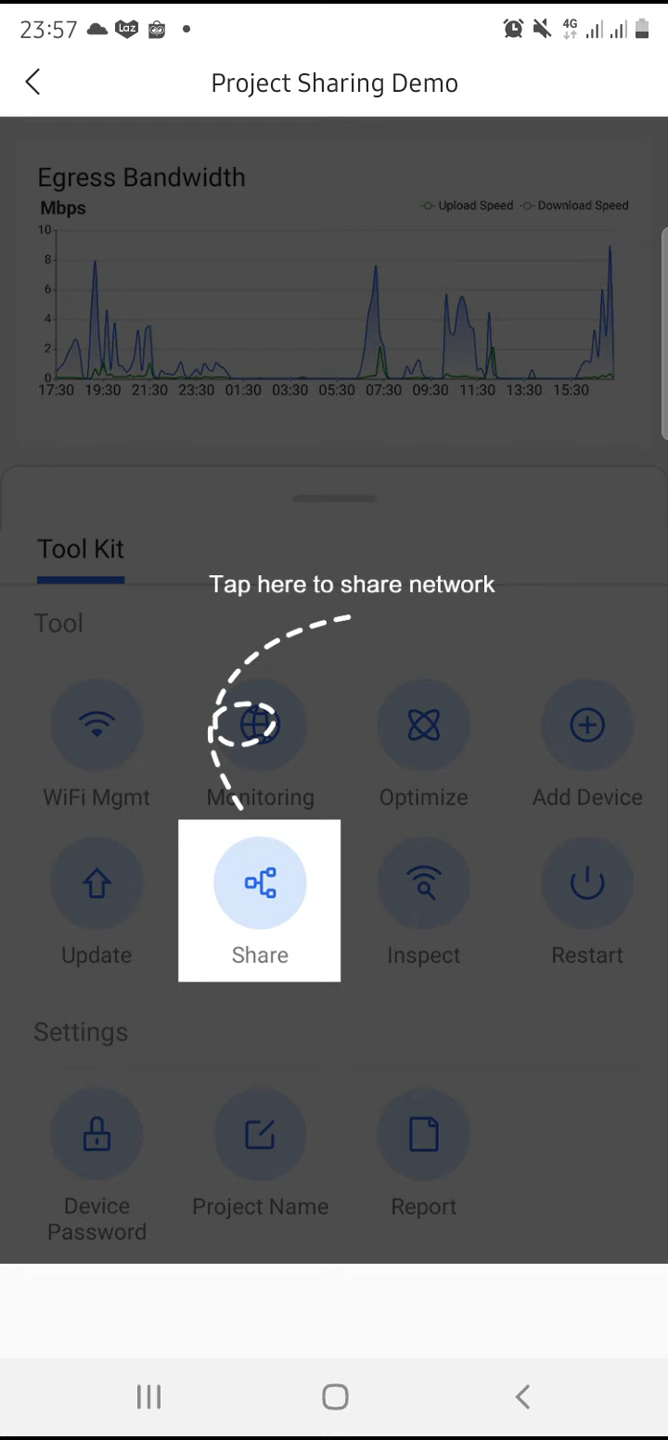 23:57
Laz
4G
Project Sharing Demo
Egress Bandwidth
Mbps
Upload Speed
Download Speed
10
8
6
4
2
0
17:30 19:30 21:30 23:30 01:30 03:30 05:30 07:30 09:30 11:30 13:30 15:30
Tool Kit
Tap here to share network
Tool
WiFi Mgmt
Monitoring
Optimize
Add Device
Update
Share
Inspect
Restart
Settings
Device
Password
Project Name
Report